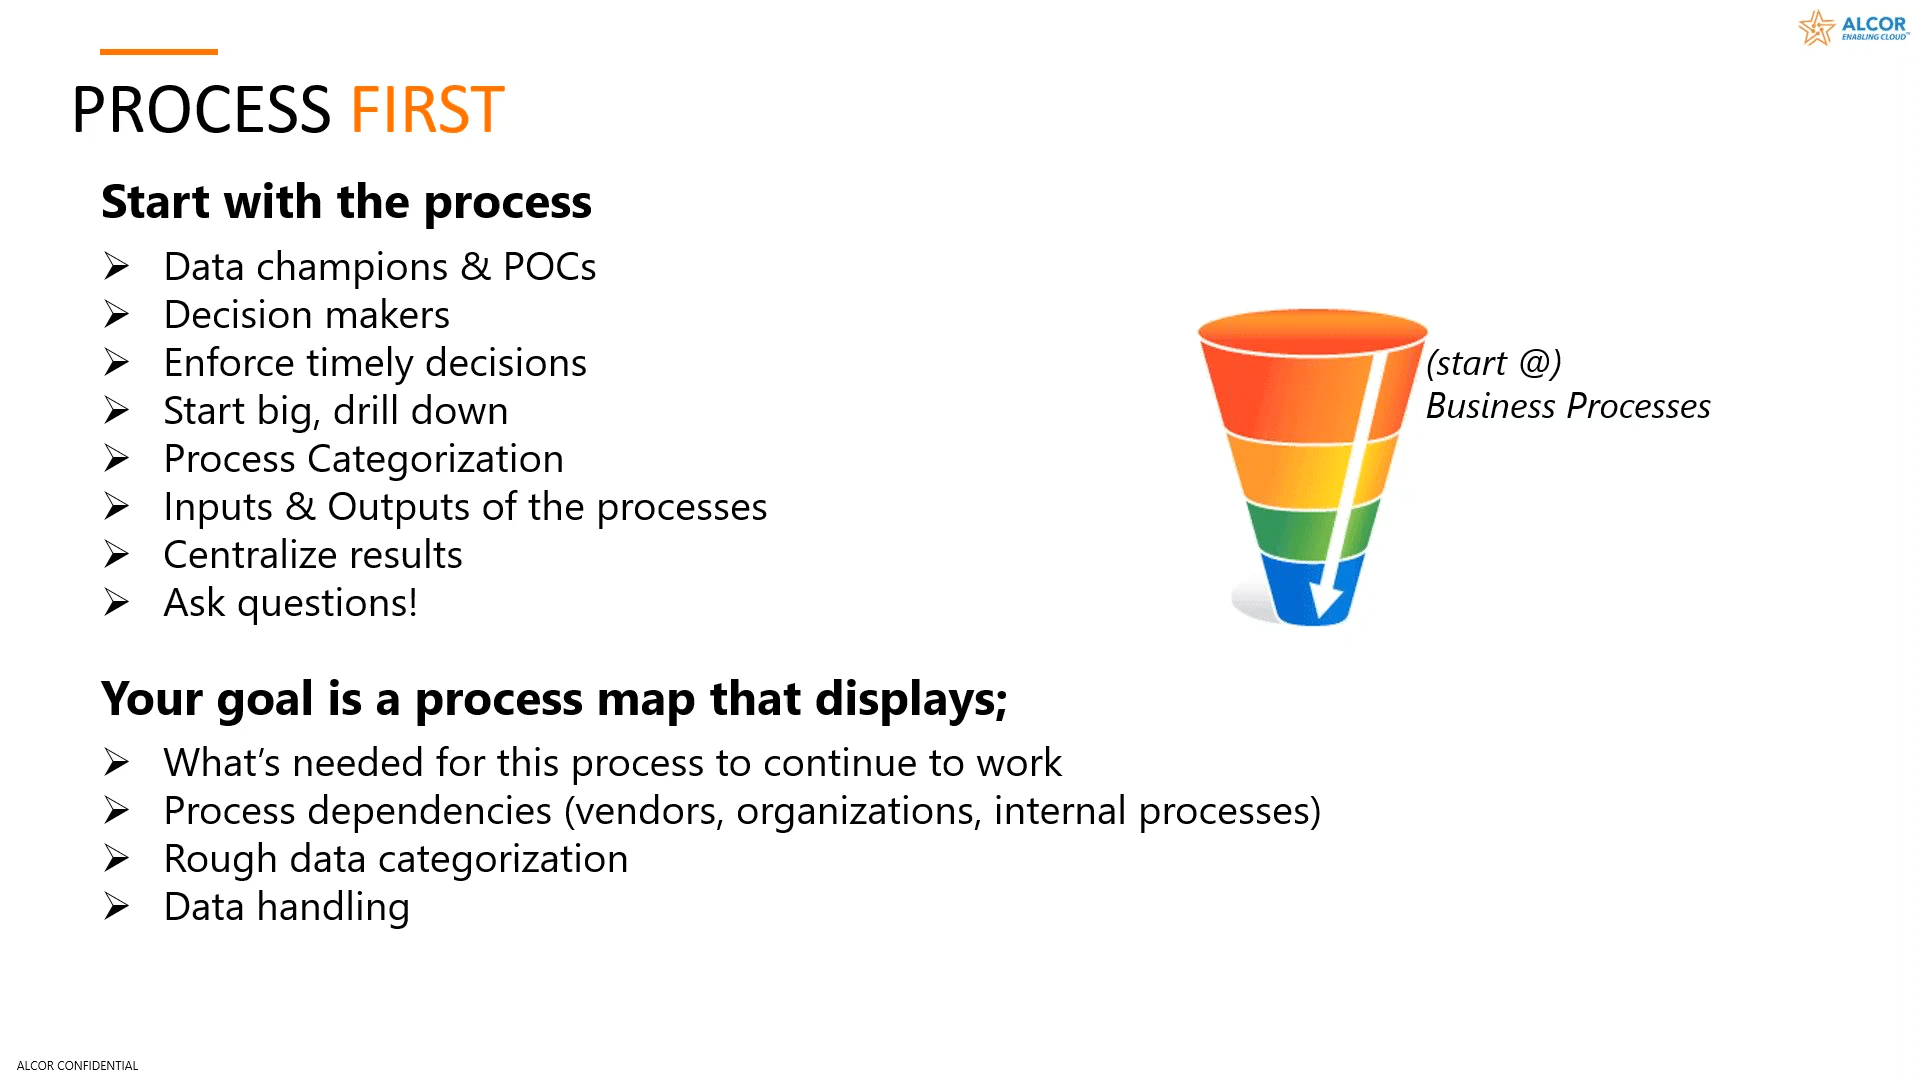 ALCOR
ENABLING CLOUD™
PROCESS FIRST
Start with the process
➢ Data champions & POCs
➢ Decision makers
➢ Enforce timely decisions
➢ Start big, drill down
➢ Process Categorization
➢ Inputs & Outputs of the processes
➢ Centralize results
➢ Ask questions!
(start @)
Business Processes
Your goal is a process map that displays;
➢ What’s needed for this process to continue to work
➢ Process dependencies (vendors, organizations, internal processes)
➢ Rough data categorization
➢ Data handling
ALCOR CONFIDENTIAL